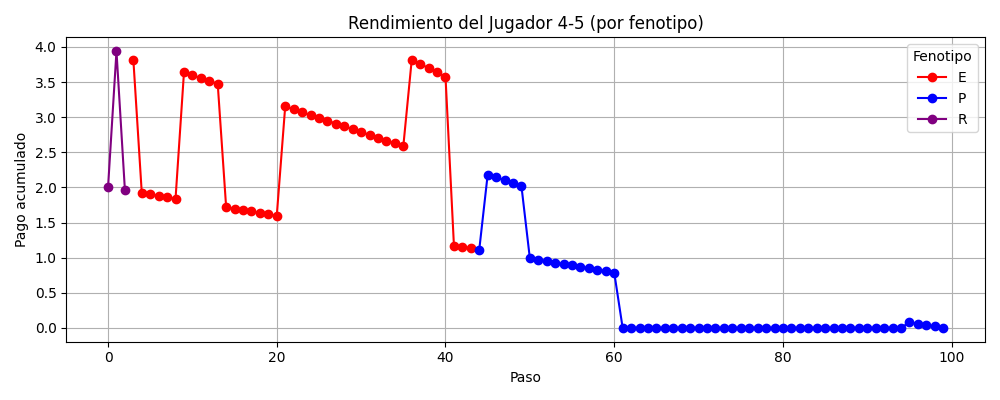 Rendimiento del Jugador 4-5 (por fenotipo)
Pago acumulado
4.0
3.5
3.0
2.5
2.0
1.5
1.0
0.5
0.0
Fenotipo
E
P
R
0 20 40 60 80 100
Paso